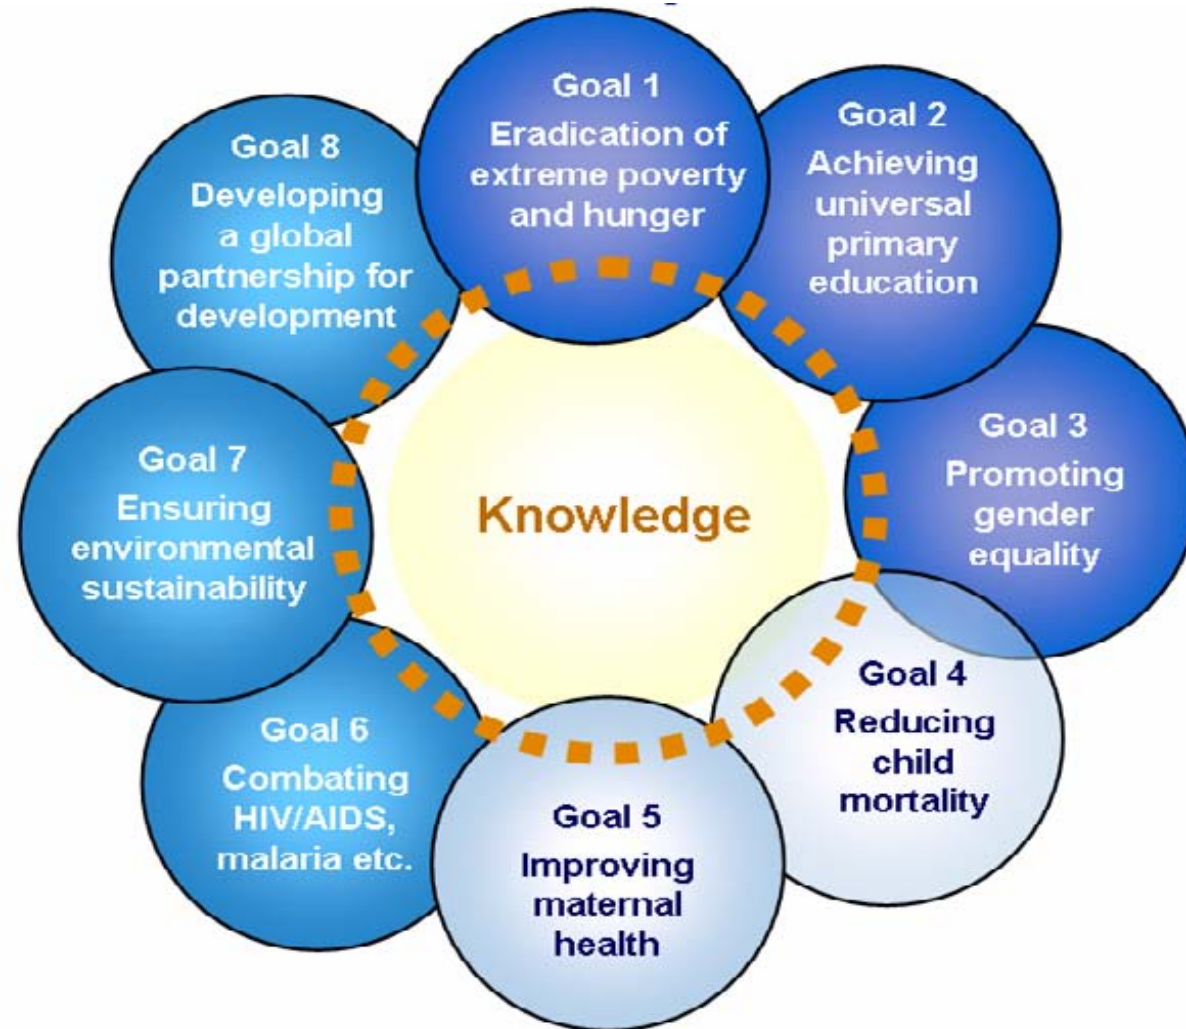 Goal 1
Eradication of
extreme poverty
and hunger
Goal 2
Achieving
universal
primary
education
Goal 3
Promoting
gender
equality
Goal 4
Reducing
child
mortality
Goal 5
Improving
maternal
health
Goal 6
Combating
HIV/AIDS,
malaria etc.
Goal 7
Ensuring
environmental
sustainability
Goal 8
Developing
a global
partnership for
development
Knowledge